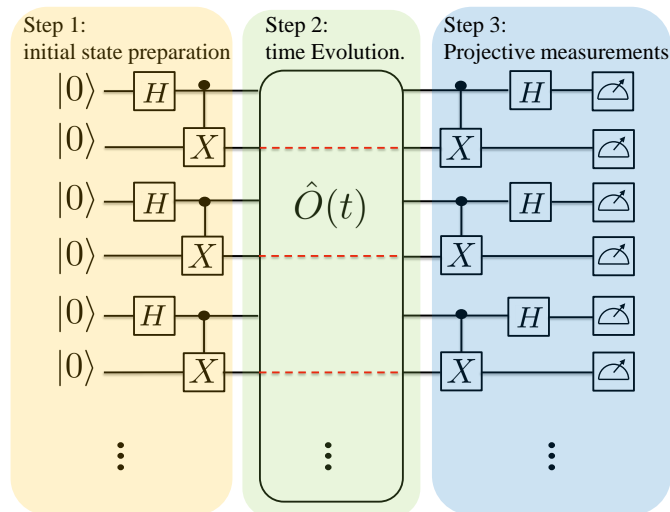 Step 1:
initial state preparation
Step 2:
time Evolution.
Step 3:
Projective measurements
|0⟩ H H
|0⟩ X X
Ô(t)
|0⟩ H H
|0⟩ X X
|0⟩ H H
|0⟩ X X